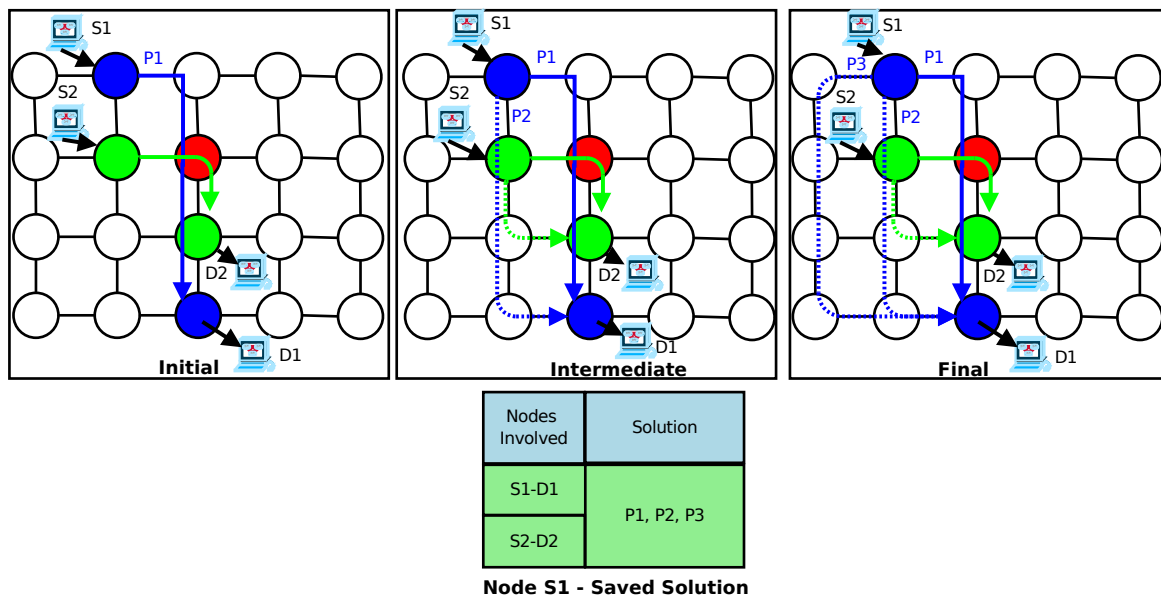 S1
P1
S2
D2
D1
Initial
S1
P1
S2
P2
D2
D1
Intermediate
S1
P3
P1
S2
P2
D2
D1
Final
Nodes
Involved
Solution
S1-D1
P1, P2, P3
S2-D2
Node S1 - Saved Solution